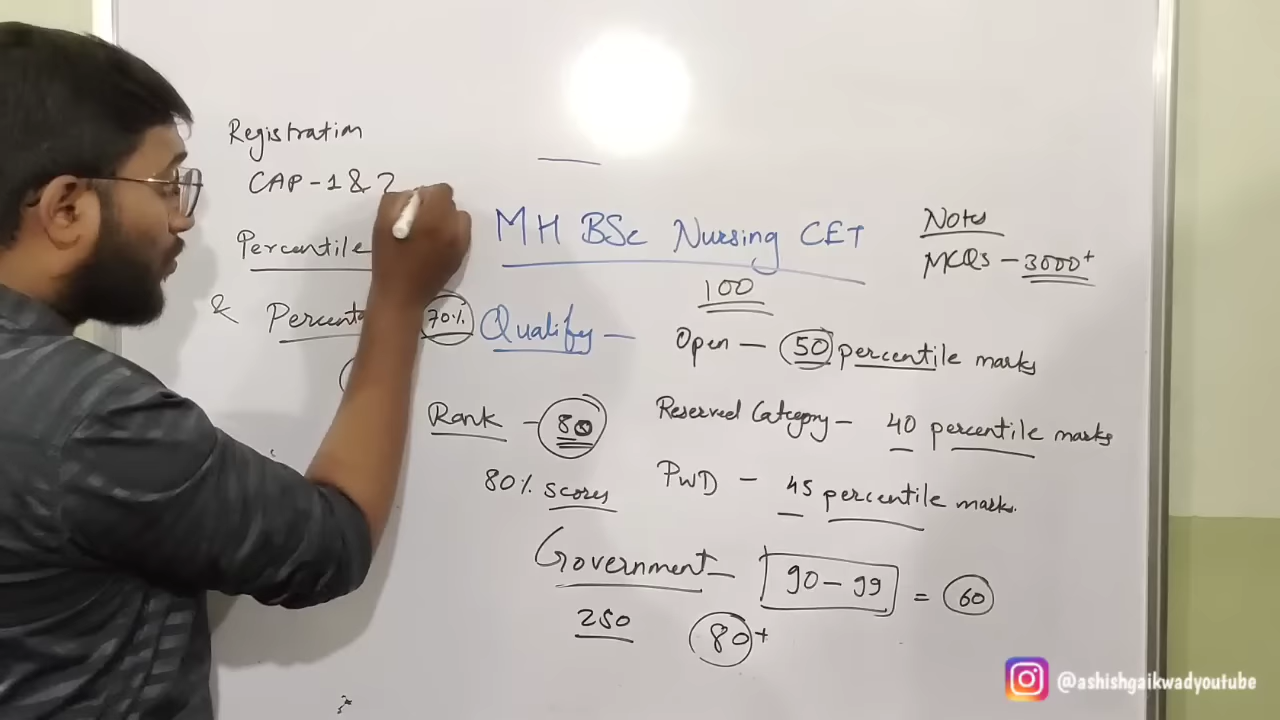 Registration
CAP - 1 & 2
Percentile
& Percenta
70%
MH BSc Nursing CET
100
Qualify -
Open - 50 percentile marks
Reserved Category - 40 percentile marks
PwD - 45 percentile marks.
Rank - 80
80% scores
Government - 90 - 99 = 60
250
80+
Notes
MCQs - 3000+
@ashishgaikwadyoutube